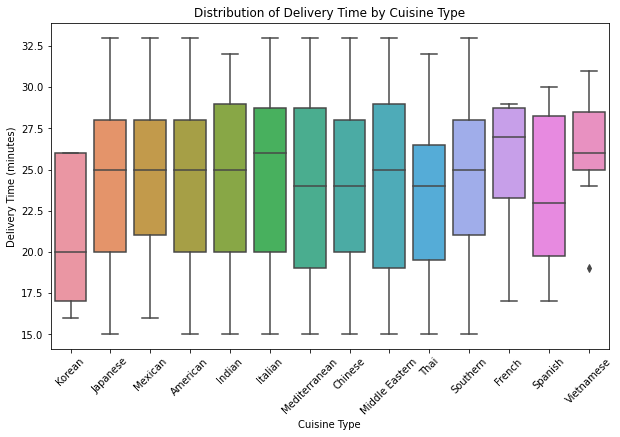 Distribution of Delivery Time by Cuisine Type
Delivery Time (minutes)
32.5
30.0
27.5
25.0
22.5
20.0
17.5
15.0
Korean
Japanese
Mexican
American
Indian
Italian
Mediterranean
Chinese
Middle Eastern
Thai
Southern
French
Spanish
Vietnamese
Cuisine Type